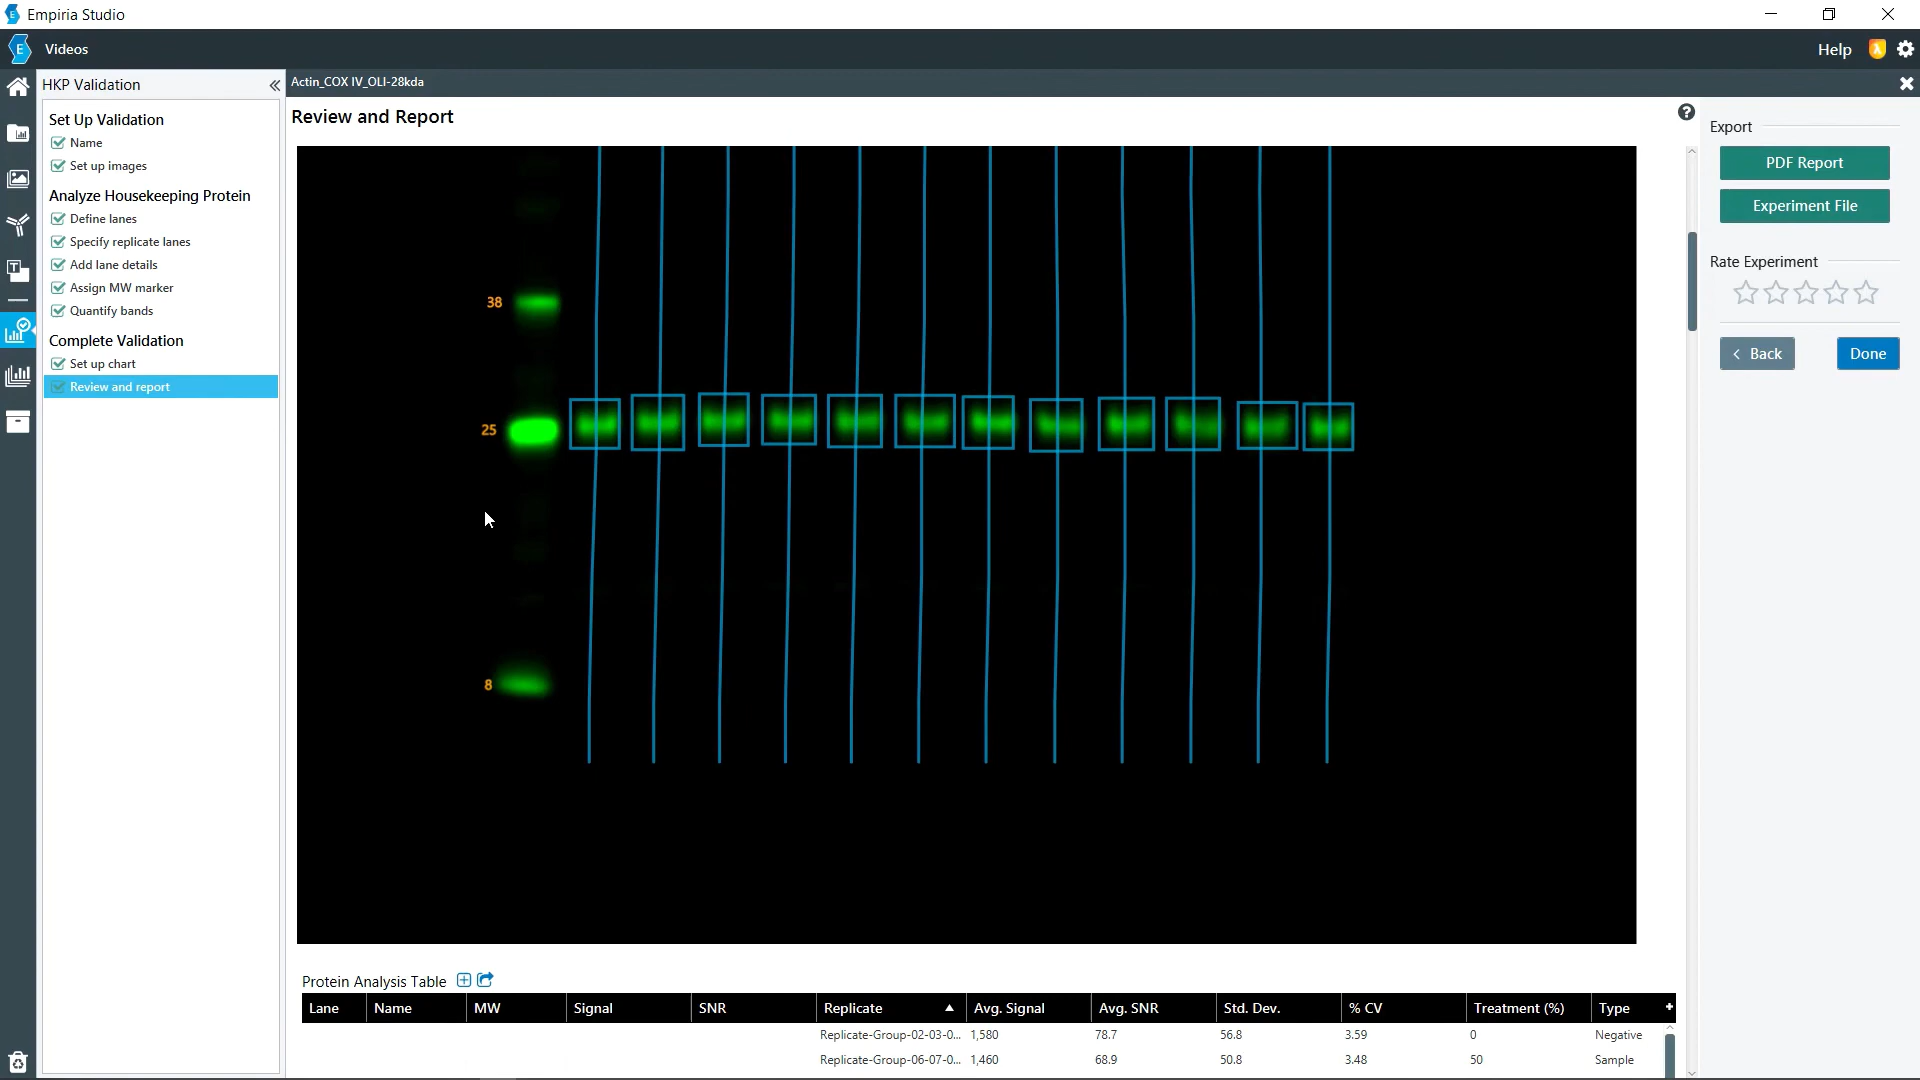 Empiria Studio
Videos
Help
HKP Validation
Actin_COX IV_OLI-28kda
Set Up Validation
Name
Set up images
Analyze Housekeeping Protein
Define lanes
Specify replicate lanes
Add lane details
Assign MW marker
Quantify bands
Complete Validation
Set up chart
Review and report
Review and Report
38
25
8
Export
PDF Report
Experiment File
Rate Experiment
Back
Done
Protein Analysis Table
Lane Name MW Signal SNR Replicate Avg. Signal Avg. SNR Std. Dev. % CV Treatment (%) Type
Replicate-Group-02-03-0... 1,580 78.7 56.8 3.59 0 Negative
Replicate-Group-06-07-0... 1,460 68.9 50.8 3.48 50 Sample